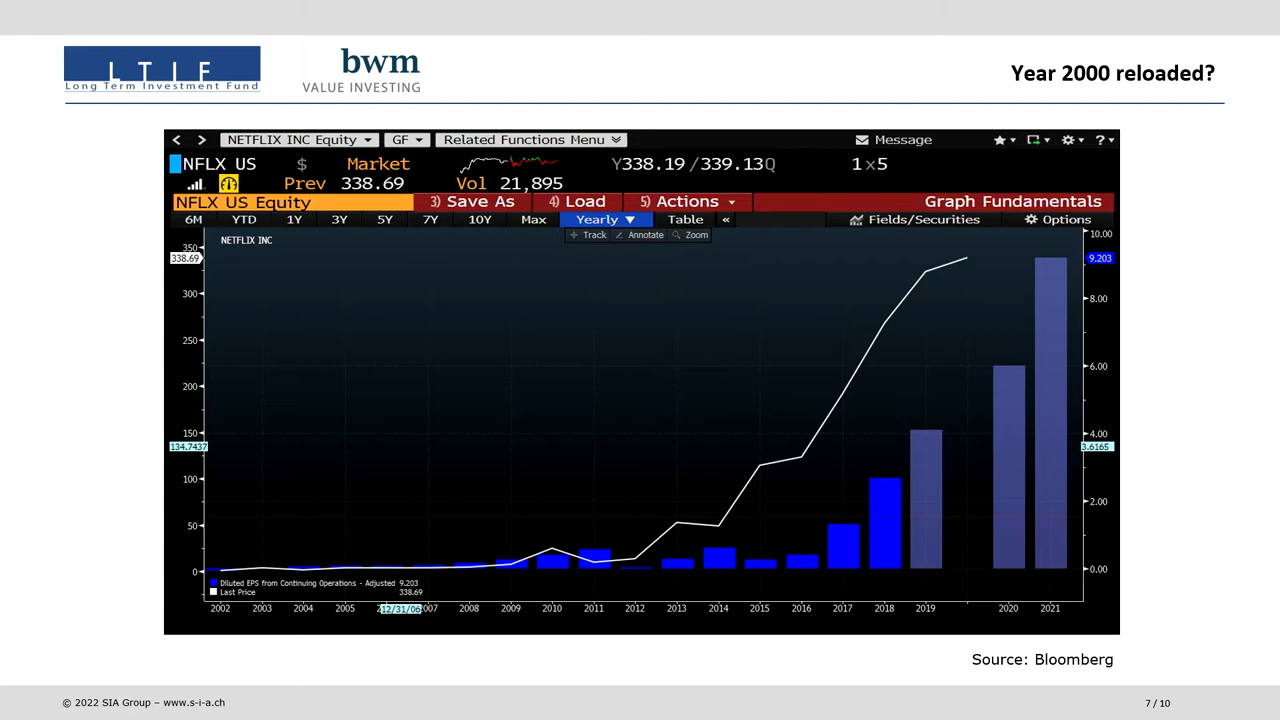 L T I F
Long Term Investment Fund
bwm
VALUE INVESTING
Year 2000 reloaded?
< > NETFLIX INC Equity GF Related Functions Menu Message ?
NFLX US $ Market Y338.19/339.13Q 1x5
Prev 338.69 Vol 21,895
NFLX US Equity 3) Save As 4) Load 5) Actions Graph Fundamentals
6M YTD 1Y 3Y 5Y 7Y 10Y Max Yearly ▼ Table « Fields/Securities Options
Track Annotate Zoom
NETFLIX INC
350
338.69
300
250
200
150
134.7437
100
50
0
10.00
9.203
8.00
6.00
4.00
3.6165
2.00
0.00
Diluted EPS from Continuing Operations - Adjusted 9.203
Last Price 338.69
2002 2003 2004 2005 12/31/06 2007 2008 2009 2010 2011 2012 2013 2014 2015 2016 2017 2018 2019 2020 2021
Source: Bloomberg
© 2022 SIA Group – www.s-i-a.ch
7 / 10